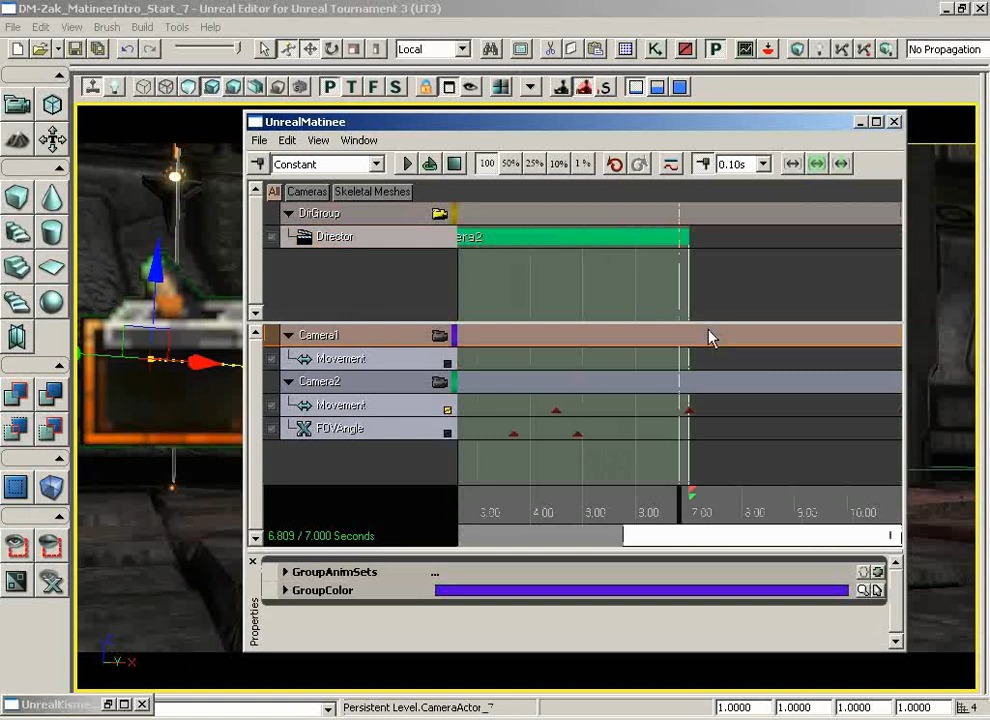 DM-Zak_MatineeIntro_Start_7 - Unreal Editor for Unreal Tournament 3 (UT3)
File Edit View Brush Build Tools Help
Local
No Propagation
P T F S
UnrealMatinee
File Edit View Window
Constant 100 50% 25% 10% 1% 0.10s
All Cameras Skeletal Meshes
DirGroup
Director
era2
Camera1
Movement
Camera2
Movement
FOVAngle
3.00 4.00 5.00 6.00 7.00 8.00 9.00 10.00
6.809 / 7.000 Seconds
GroupAnimSets ...
GroupColor
Properties
Z Y X
UnrealKisme
Persistent Level.CameraActor_7
1.0000 1.0000 1.0000 1.0000 4